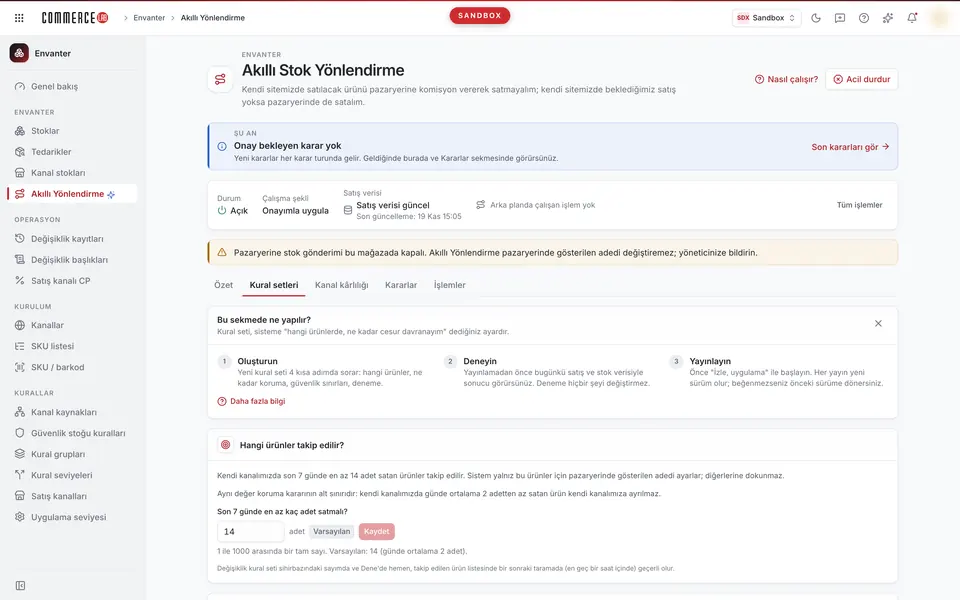 COMMERCE LAB
Envanter
Akıllı Yönlendirme
SANDBOX
SDX Sandbox
Envanter
Genel bakış
ENVANTER
Stoklar
Tedarikler
Kanal stokları
Akıllı Yönlendirme
OPERASYON
Değişiklik kayıtları
Değişiklik başlıkları
Satış kanalı CP
KURULUM
Kanallar
SKU listesi
SKU / barkod
KURALLAR
Kanal kaynakları
Güvenlik stoğu kuralları
Kural grupları
Kural seviyeleri
Satış kanalları
Uygulama seviyesi
ENVANTER
Akıllı Stok Yönlendirme
Kendi sitemizde satılacak ürünü pazaryerine komisyon vererek satmayalım; kendi sitemizde beklediğimiz satış
yoksa pazaryerinde de satalım.
Nasıl çalışır?
Acil durdur
ŞU AN
Onay bekleyen karar yok
Yeni kararlar her karar turunda gelir. Geldiğinde burada ve Kararlar sekmesinde görürsünüz.
Son kararları gör
Durum
Açık
Çalışma şekli
Onayımla uygula
Satış verisi
Satış verisi güncel
Son güncelleme: 19 Kas 15:05
Arka planda çalışan işlem yok
Tüm işlemler
Pazaryerine stok gönderimi bu mağazada kapalı. Akıllı Yönlendirme pazaryerinde gösterilen adedi değiştiremez; yöneticinize bildirin.
Özet
Kural setleri
Kanal kârlılığı
Kararlar
İşlemler
Bu sekmede ne yapılır?
Kural seti, sisteme "hangi ürünlerde, ne kadar cesur davranayım" dediğiniz ayardır.
1 Oluşturun
Yeni kural seti 4 kısa adımda sorar: hangi ürünler, ne
kadar koruma, güvenlik sınırları, deneme.
2 Deneyin
Yayınlamadan önce bugünkü satış ve stok verisiyle
sonucu görürsünüz. Deneme hiçbir şeyi değiştirmez.
3 Yayınlayın
Önce "İzle, uygulama" ile başlayın. Her yayın yeni
sürüm olur; beğenmezseniz önceki sürüme dönersiniz.
Daha fazla bilgi
Hangi ürünler takip edilir?
Kendi kanalımızda son 7 günde en az 14 adet satan ürünler takip edilir. Sistem yalnız bu ürünler için pazaryerinde gösterilen adedi ayarlar; diğerlerine dokunmaz.
Aynı değer koruma kararının alt sınırıdır: kendi kanalımızda günde ortalama 2 adetten az satan ürün kendi kanalımıza ayrılmaz.
Son 7 günde en az kaç adet satmalı?
14
adet
Varsayılan
Kaydet
1 ile 1000 arasında bir tam sayı. Varsayılan: 14 (günde ortalama 2 adet).
Değişiklik kural seti sihirbazındaki sayımda ve Dene'de hemen, takip edilen ürün listesinde bir sonraki taramada (en geç bir saat içinde) geçerli olur.